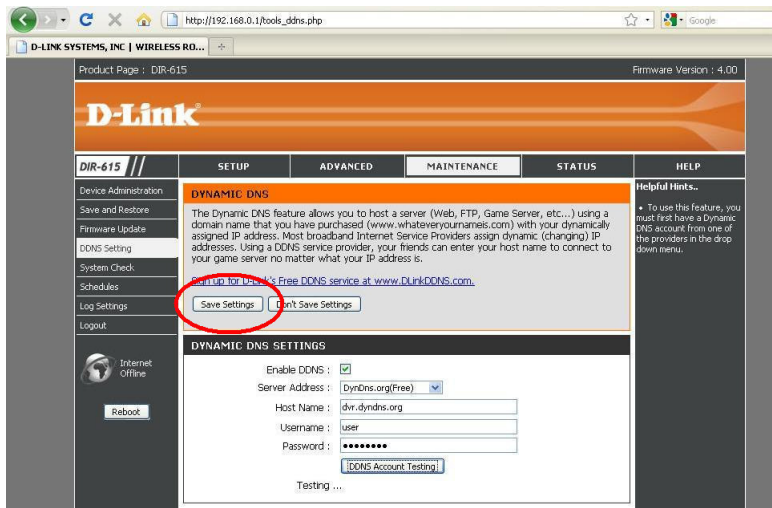 http://192.168.0.1/tools_ddns.php
Google
D-LINK SYSTEMS, INC | WIRELESS RO...
Product Page : DIR-615
Firmware Version : 4.00
D-Link
DIR-615
SETUP
ADVANCED
MAINTENANCE
STATUS
HELP
Device Administration
Save and Restore
Firmware Update
DDNS Setting
System Check
Schedules
Log Settings
Logout
Internet
Offline
Reboot
DYNAMIC DNS
The Dynamic DNS feature allows you to host a server (Web, FTP, Game Server, etc...) using a
domain name that you have purchased (www.whateveryournameis.com) with your dynamically
assigned IP address. Most broadband Internet Service Providers assign dynamic (changing) IP
addresses. Using a DDNS service provider, your friends can enter your host name to connect to
your game server no matter what your IP address is.
Sign up for D-Link's Free DDNS service at www.DLinkDDNS.com.
Save Settings
Don't Save Settings
DYNAMIC DNS SETTINGS
Enable DDNS :
Server Address : DynDns.org(Free)
Host Name : dvr.dyndns.org
Username : user
Password : ●●●●●●●●
DDNS Account Testing
Testing ...
Helpful Hints..
• To use this feature, you
must first have a Dynamic
DNS account from one of
the providers in the drop
down menu.